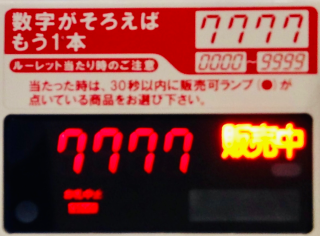 数字がそろえば
もう1本
7777
ルーレット当たり時のご注意
0000~9999
当たった時は、30秒以内に販売可ランプ(●)が
点いている商品をお選び下さい。
7777
販売中